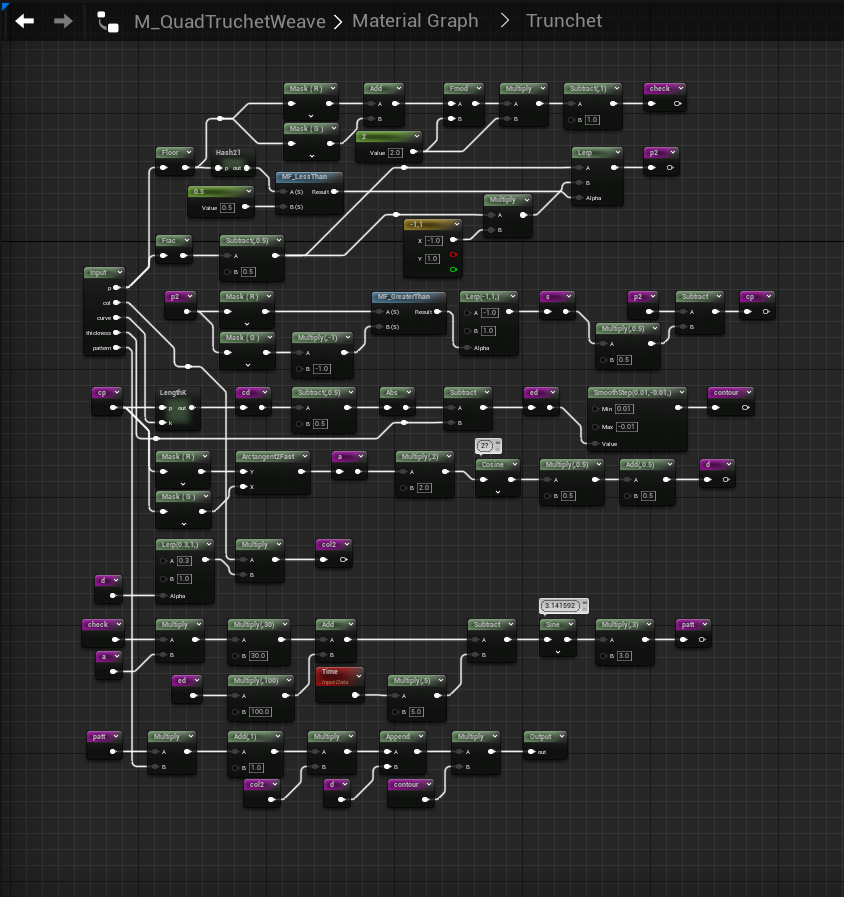 M_QuadTruchetWeave > Material Graph > Trunchet
Mask ( R ) Add Fmod Multiply Subtract(,1) check
A A A A
B B B B 1.0
Mask ( G )
2
Value 2.0
Floor Hash21 Lerp p2
p out A
MF_LessThan B
A (S) Result Alpha
B (S)
0.5
Value 0.5
Multiply
A
B
-1,1
X -1.0
Y 1.0
Frac Subtract(,0.5)
A
B 0.5
Input
p
col
curve
thickness
pattern
p2 Mask ( R ) MF_GreaterThan Lerp(-1,1,) s p2 Subtract cp
A (S) Result A -1.0 A
B (S) B 1.0 B
Alpha
Mask ( G ) Multiply(,-1) Multiply(,0.5)
A A
B -1.0 B 0.5
cp LengthK cd Subtract(,0.5) Abs Subtract ed SmoothStep(0.01,-0.01,) contour
p out A A Min 0.01
k B 0.5 B Max -0.01
Value
2?
Mask ( R ) Arctangent2Fast a Multiply(,2) Cosine Multiply(,0.5) Add(,0.5) d
Y A A A
X B 2.0 B 0.5 B 0.5
Mask ( G )
Lerp(0.3,1,) Multiply col2
A 0.3 A
B 1.0 B
Alpha
d
3.141592
check Multiply Multiply(,30) Add Subtract Sine Multiply(,3) patt
A A A A A
B B 30.0 B B B 3.0
a
ed Multiply(,100) Time Multiply(,5)
A Input Data A
B 100.0 B 5.0
patt Multiply Add(,1) Multiply Append Multiply Output
A A A A A out
B B 1.0 B B B
col2 d contour